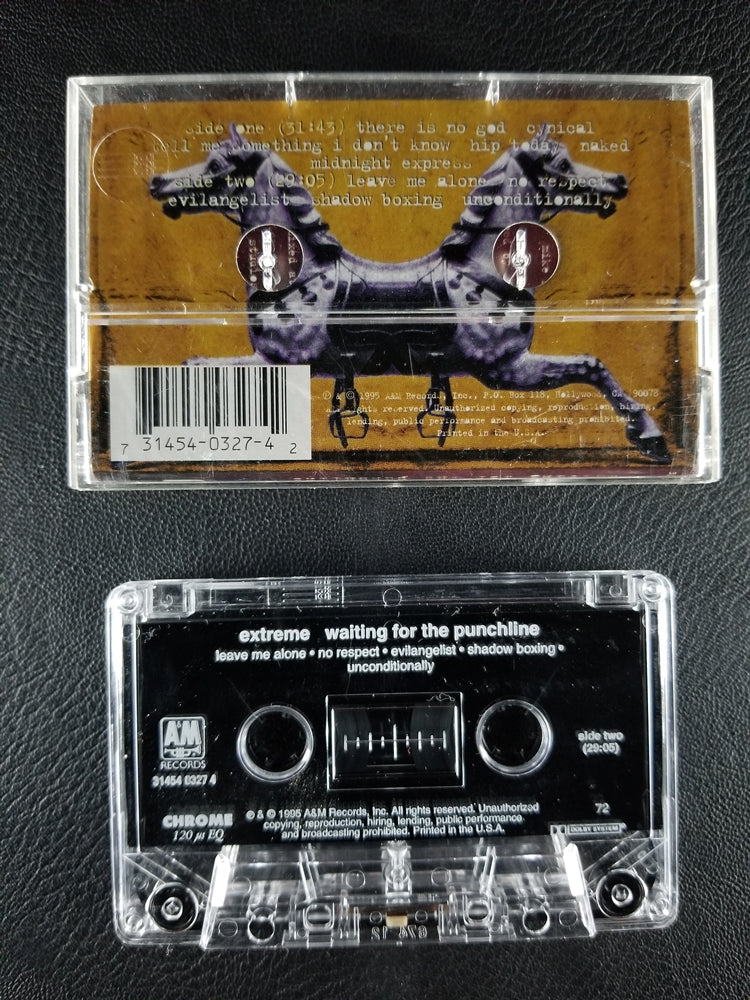 side one (31:43) there is no god cynical
tell me something i don't know hip today naked
midnight express
side two (29:05) leave me alone no respect
evilangelist shadow boxing unconditionally
mike
℗ & © 1995 A&M Records, Inc., P.O. Box 118, Hollywood, CA 90078
All rights reserved. Unauthorized copying, reproduction, hiring,
lending, public performance and broadcasting prohibited.
Printed in the U.S.A.
7 31454-0327-4 2
extreme waiting for the punchline
leave me alone • no respect • evilangelist • shadow boxing •
unconditionally
A&M
RECORDS
31454 0327 4
side two
(29:05)
CHROME
120 µs EQ
℗ & © 1995 A&M Records, Inc. All rights reserved. Unauthorized
copying, reproduction, hiring, lending, public performance
and broadcasting prohibited. Printed in the U.S.A.
72
DOLBY SYSTEM